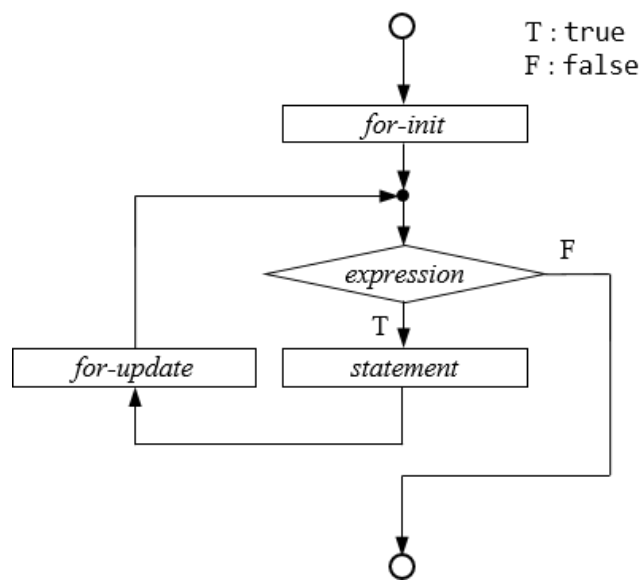 T : true
F : false
for-init
expression
F
T
for-update
statement